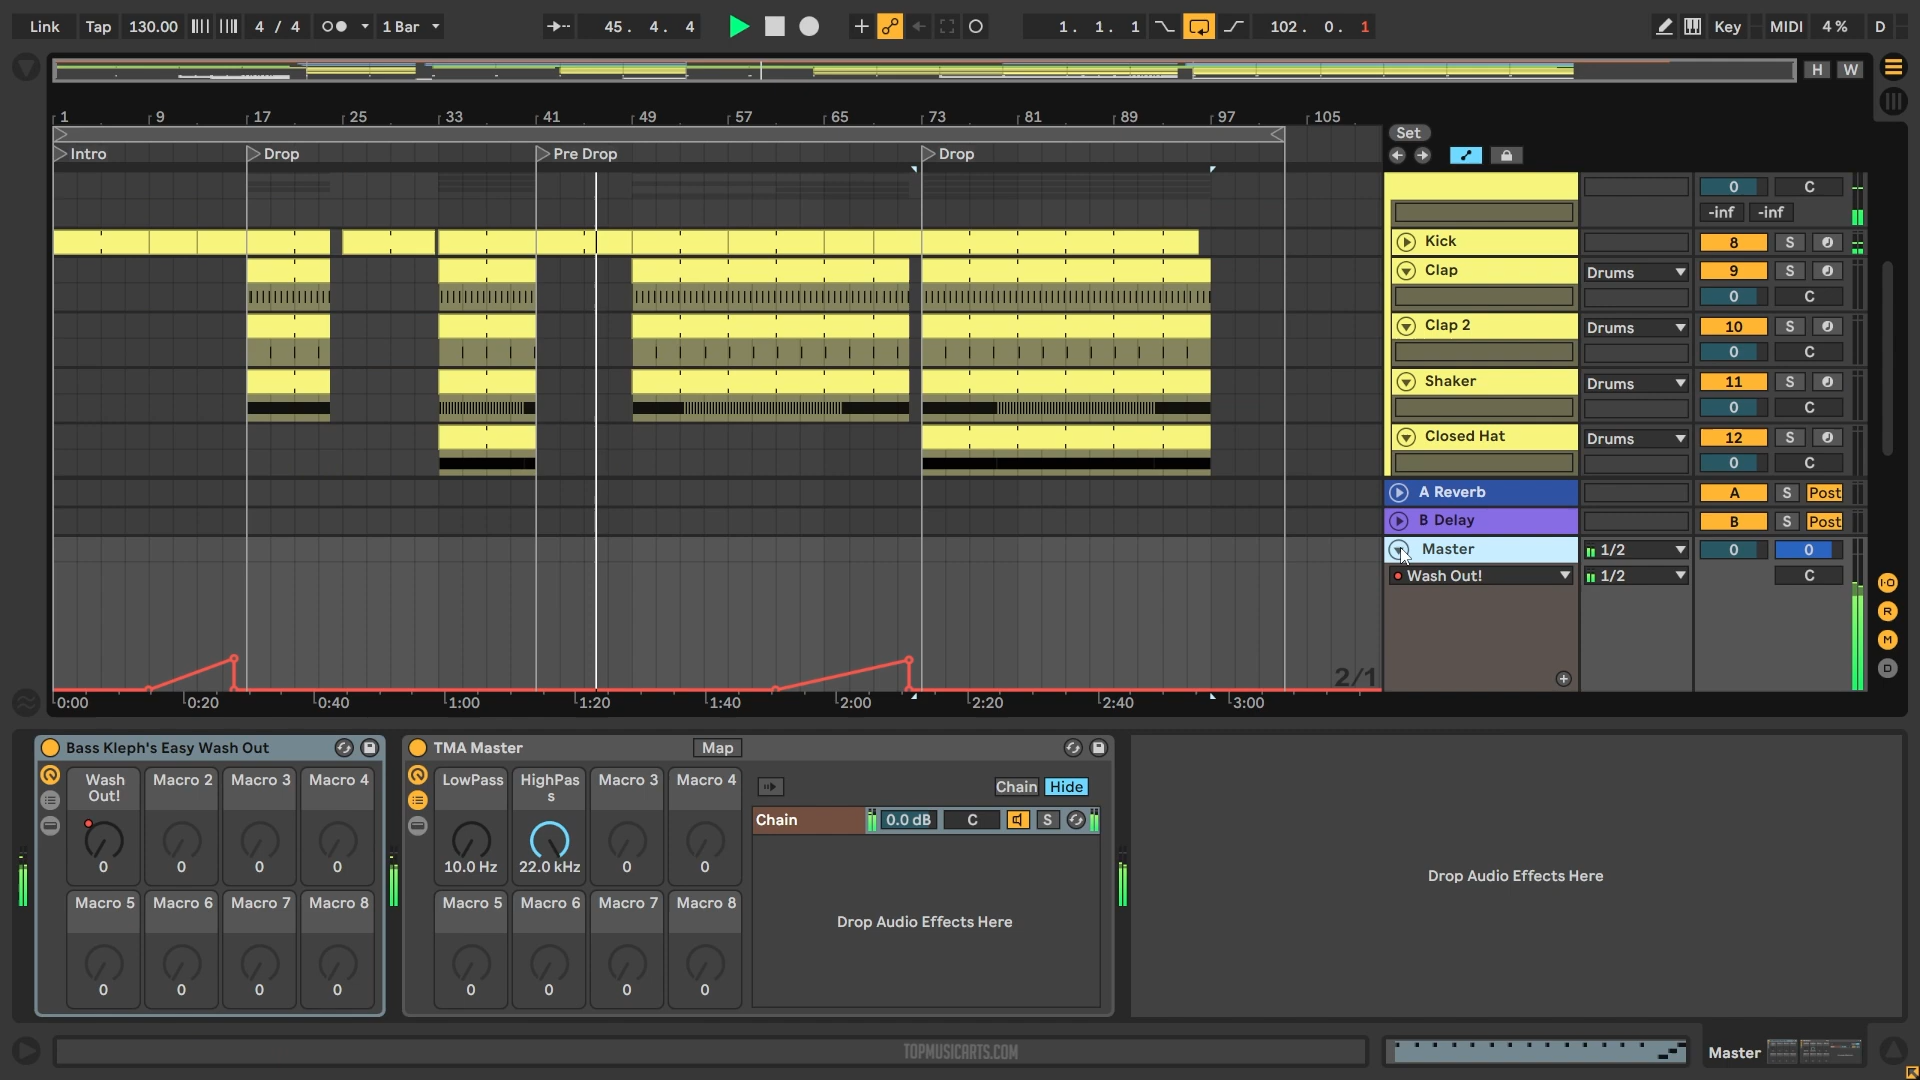 Link Tap 130.00 4 / 4 1 Bar 45. 4. 4 1. 1. 1 102. 0. 1 Key MIDI 4 % D
H W
1 9 17 25 33 41 49 57 65 73 81 89 97 105
Set
Intro Drop Pre Drop Drop
0 C
-inf -inf
Kick 8 S
Clap Drums 9 S
0 C
Clap 2 Drums 10 S
0 C
Shaker Drums 11 S
0 C
Closed Hat Drums 12 S
0 C
A Reverb A S Post
B Delay B S Post
Master 1/2 0 0
Wash Out! 1/2 C
I·O
R
M
D
2/1
0:00 0:20 0:40 1:00 1:20 1:40 2:00 2:20 2:40 3:00
Bass Kleph's Easy Wash Out
Wash Out! Macro 2 Macro 3 Macro 4
0 0 0 0
Macro 5 Macro 6 Macro 7 Macro 8
0 0 0 0
TMA Master Map
LowPass HighPas s Macro 3 Macro 4
10.0 Hz 22.0 kHz 0 0
Macro 5 Macro 6 Macro 7 Macro 8
0 0 0 0
Chain Hide
Chain 0.0 dB C S
Drop Audio Effects Here
Drop Audio Effects Here
TOPMUSICARTS.COM
Master